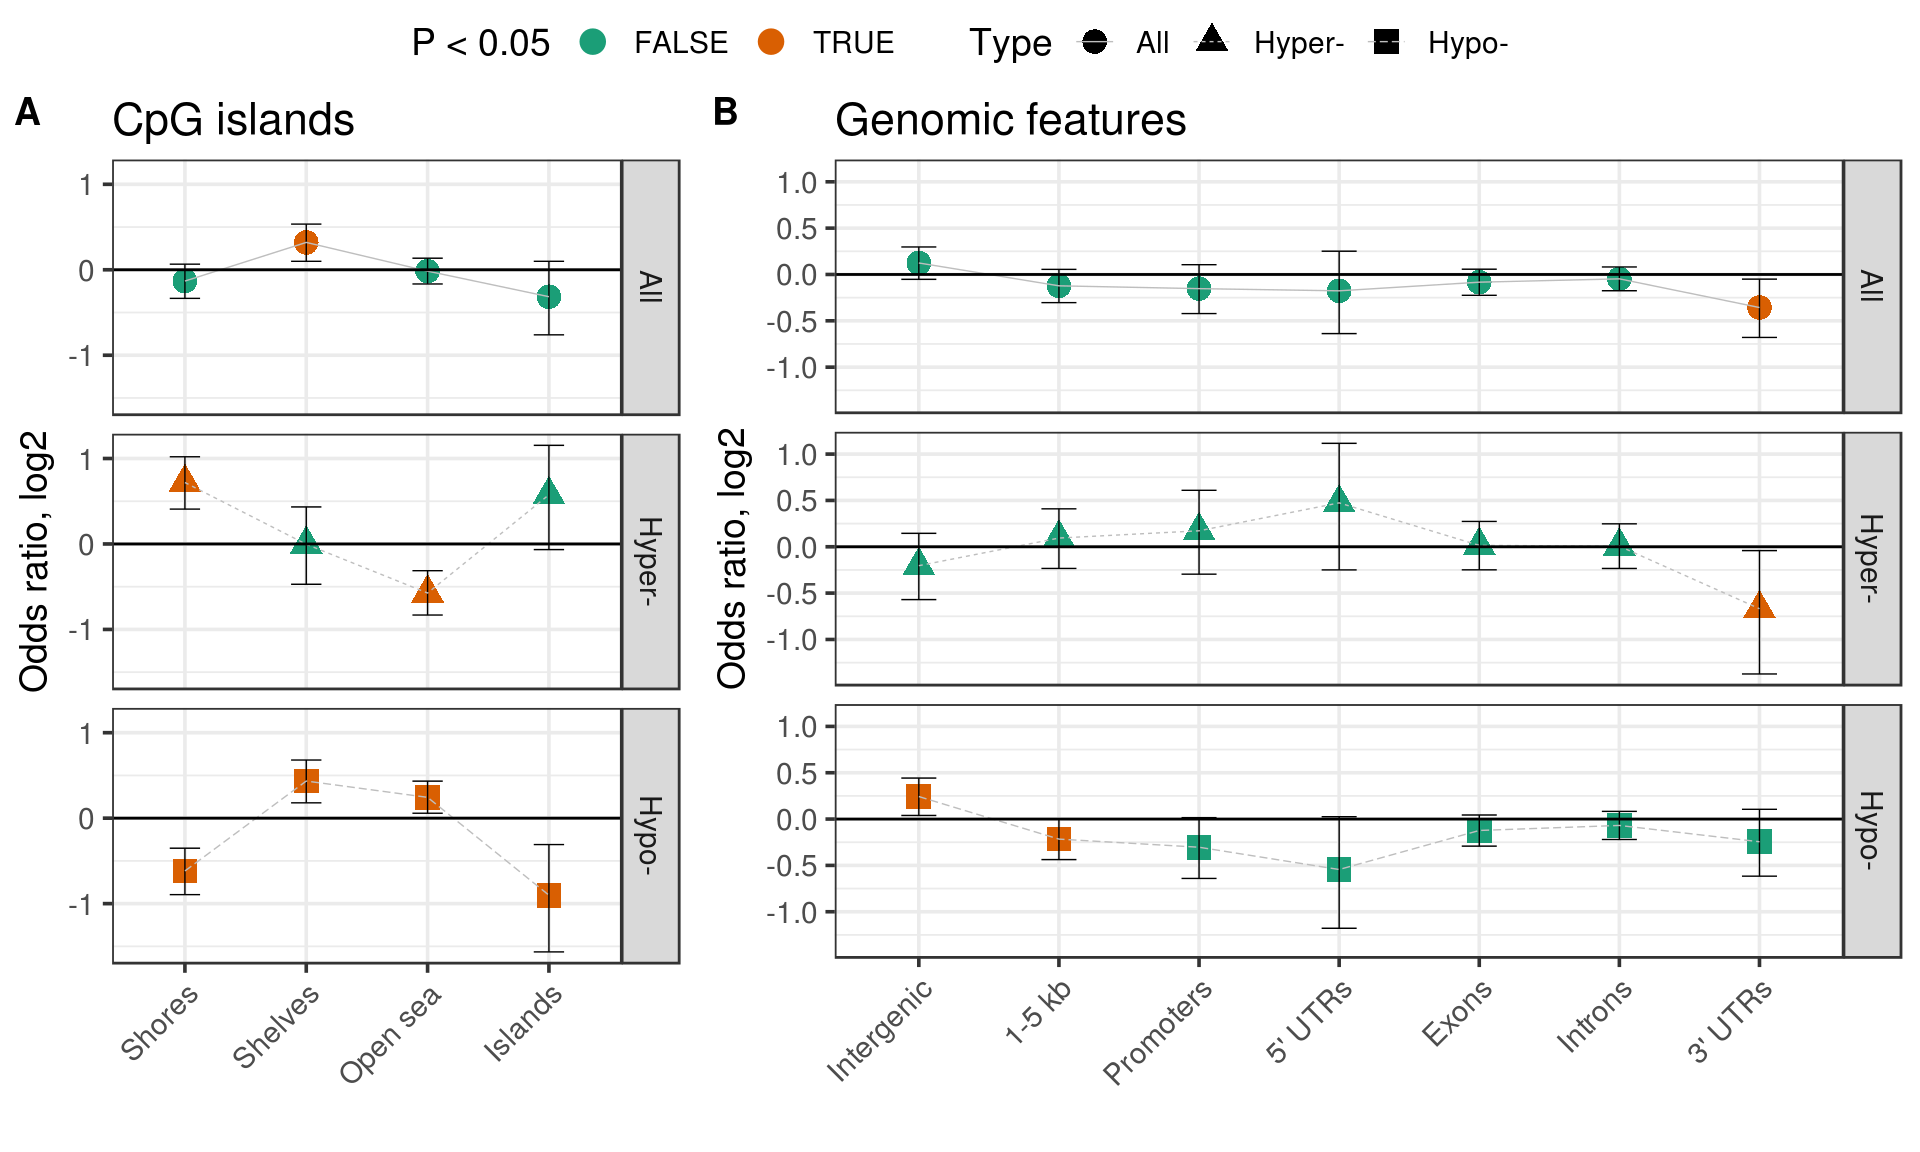 P < 0.05 FALSE TRUE Type All Hyper- Hypo-
A CpG islands
Odds ratio, log2
1
0
-1
All
1
0
-1
Hyper-
1
0
-1
Hypo-
Shores Shelves Open sea Islands
B Genomic features
Odds ratio, log2
1.0
0.5
0.0
-0.5
-1.0
All
1.0
0.5
0.0
-0.5
-1.0
Hyper-
1.0
0.5
0.0
-0.5
-1.0
Hypo-
Intergenic 1-5 kb Promoters 5' UTRs Exons Introns 3' UTRs